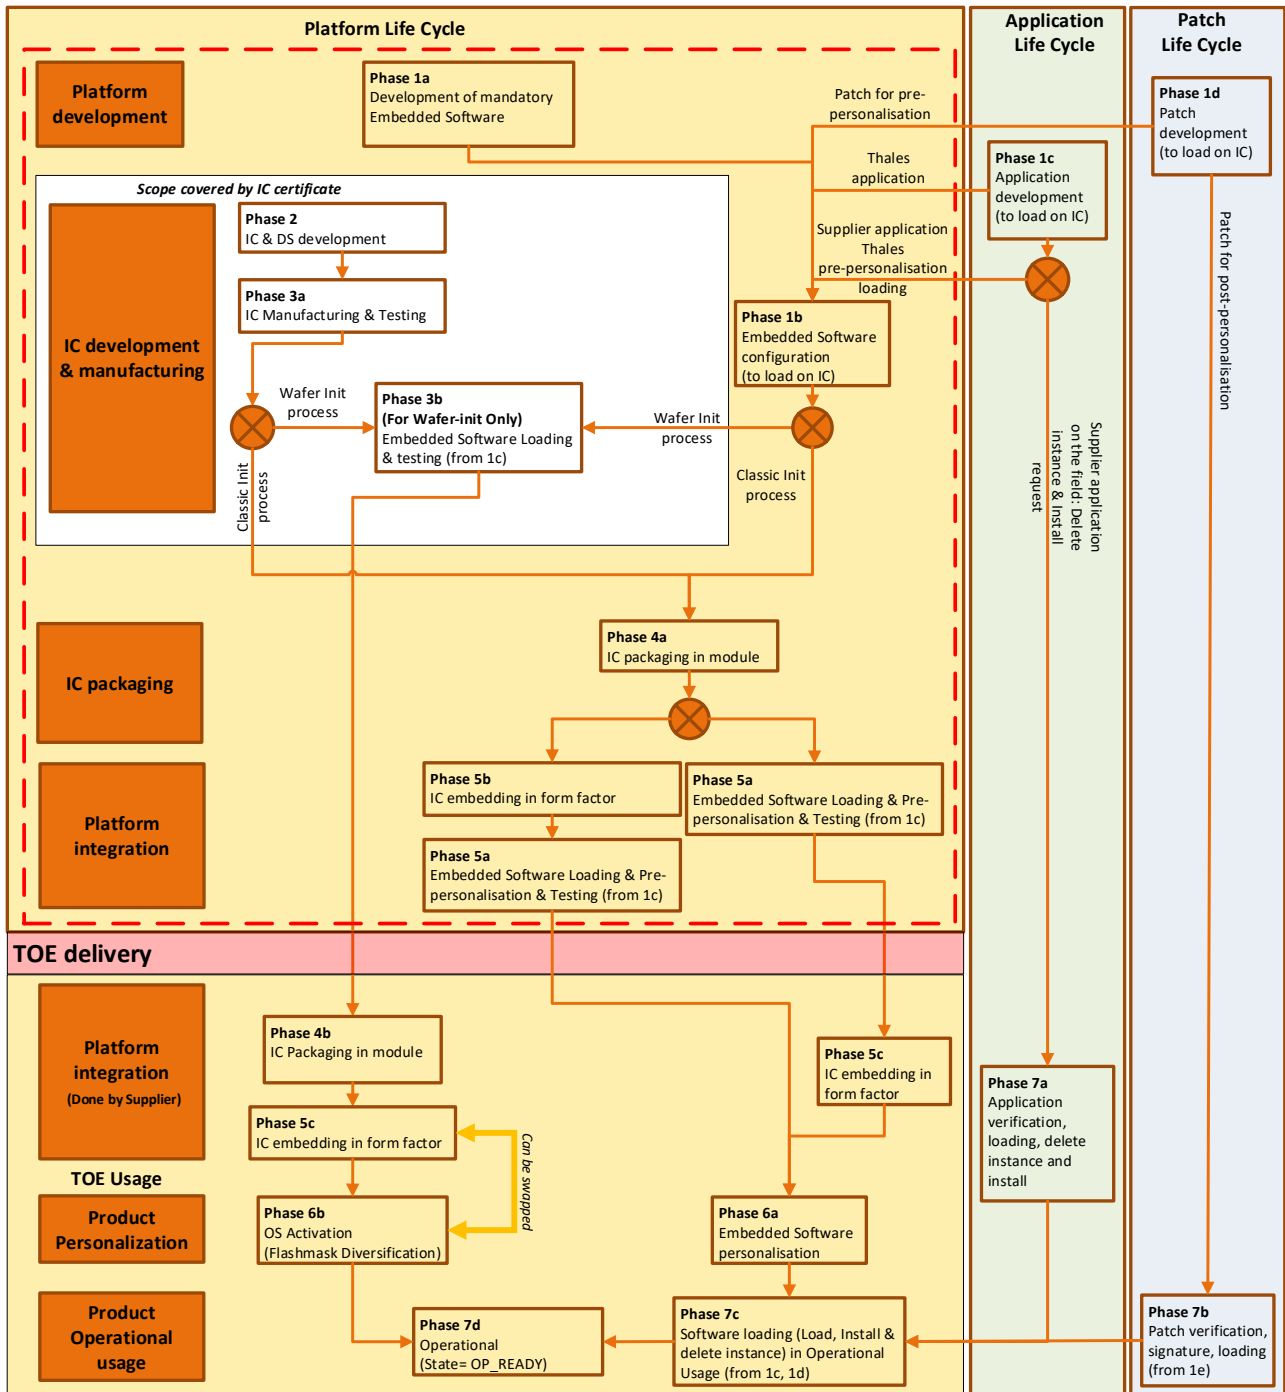 Platform Life Cycle
Application
Life Cycle
Patch
Life Cycle
Platform
development
Phase 1a
Development of mandatory
Embedded Software
Patch for pre-
personalisation
Phase 1d
Patch
development
(to load on IC)
Thales
application
Phase 1c
Application
development
(to load on IC)
Scope covered by IC certificate
IC development
& manufacturing
Phase 2
IC & DS development
Supplier application
Thales
pre-personalisation
loading
Phase 3a
IC Manufacturing & Testing
Phase 1b
Embedded Software
configuration
(to load on IC)
Patch for post-personalisation
Wafer Init
process
Phase 3b
(For Wafer-init Only)
Embedded Software Loading
& testing (from 1c)
Wafer Init
process
Classic Init
process
Classic Init
process
Supplier application
on the field: Delete
instance & Install
request
IC packaging
Phase 4a
IC packaging in module
Platform
integration
Phase 5b
IC embedding in form factor
Phase 5a
Embedded Software Loading & Pre-
personalisation & Testing (from 1c)
Phase 5a
Embedded Software Loading & Pre-
personalisation & Testing (from 1c)
TOE delivery
Platform
integration
(Done by Supplier)
Phase 4b
IC Packaging in module
Phase 5c
IC embedding in
form factor
Phase 7a
Application
verification,
loading, delete
instance and
install
Phase 5c
IC embedding in form factor
Can be swapped
TOE Usage
Product
Personalization
Phase 6b
OS Activation
(Flashmask Diversification)
Phase 6a
Embedded Software
personalisation
Product
Operational
usage
Phase 7d
Operational
(State= OP_READY)
Phase 7c
Software loading (Load, Install &
delete instance) in Operational
Usage (from 1c, 1d)
Phase 7b
Patch verification,
signature, loading
(from 1e)